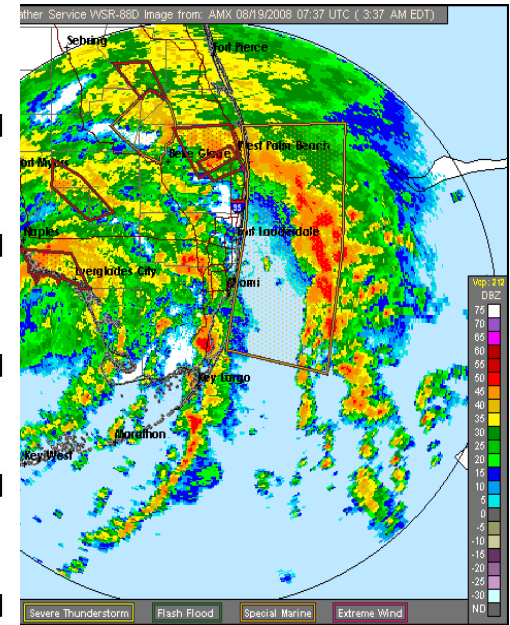 ather Service WSR-88D Image from: AMX 08/19/2008 07:37 UTC ( 3:37 AM EDT)
Sebring
Fort Pierce
Belle Glade
West Palm Beach
Fort Myers
Naples
Fort Lauderdale
Everglades City
Miami
Vcp: 212
DBZ
75
70
65
60
55
50
45
40
35
30
25
20
15
10
5
0
-5
-10
-15
-20
-25
-30
ND
Key Largo
Marathon
Key West
Severe Thunderstorm
Flash Flood
Special Marine
Extreme Wind